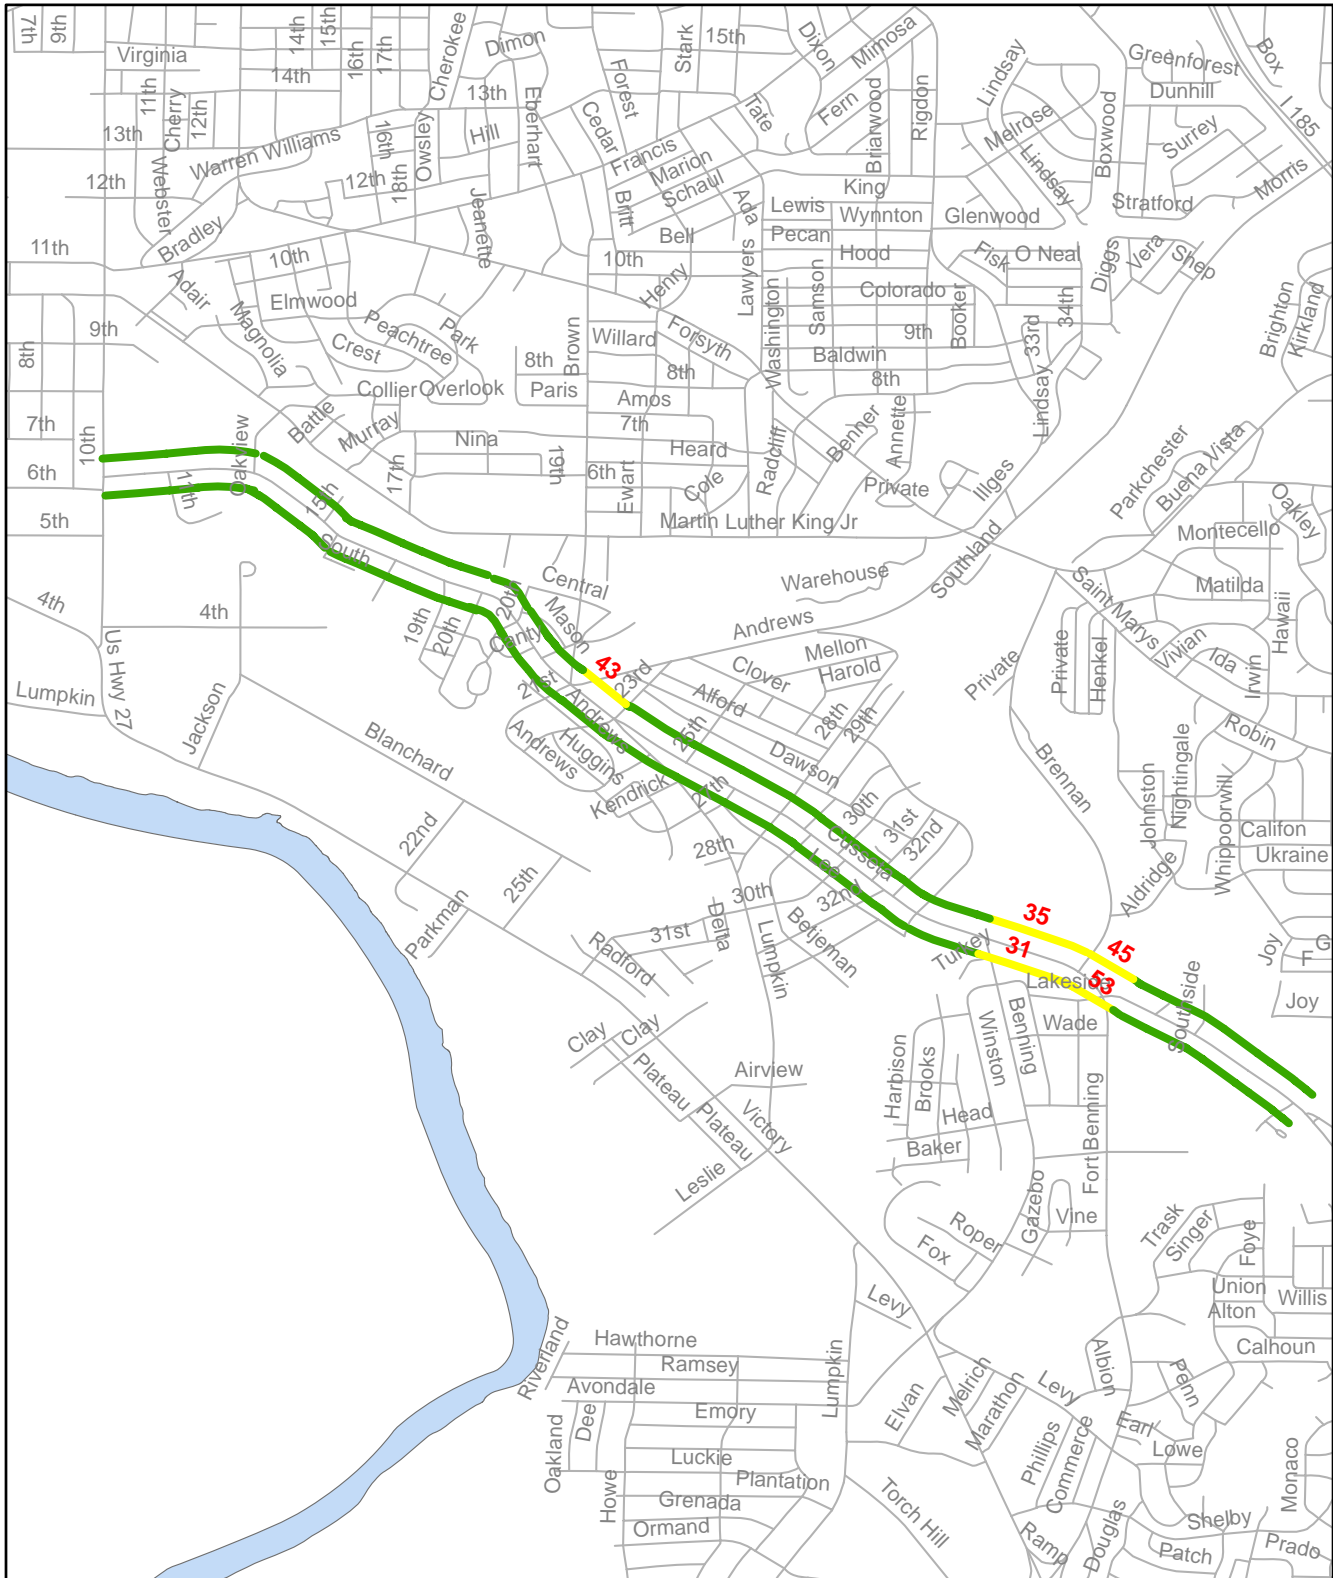 7th
9th
Virginia
14th
15th
16th
17th
Cherokee
Dimon
Forest
Stark
15th
Dixon
Mimosa
Lindsay
Greenforest
Dunhill
Box
I 185
14th
11th
Cherry
12th
13th
13th
Eberhart
Cedar
Tate
Fern
Briarwood
Rigdon
Melrose
Boxwood
Surrey
Warren Williams
16th
Owsley
Hill
Francis
Marion
Schaul
Lindsay
Morris
12th
Webster
12th
18th
Jeanette
Britt
Ada
King
Lewis
Wynnton
Glenwood
Stratford
Bradley
Bell
Pecan
Hood
Fisk
O Neal
Diggs
Vera
Shep
11th
10th
10th
Henry
Lawyers
Adair
Elmwood
Magnolia
Peachtree
Park
Crest
Washington
Samson
Colorado
Booker
34th
Brighton
Kirkland
9th
8th
Brown
Willard
Forsyth
9th
33rd
8th
Paris
8th
Baldwin
8th
Collier
Overlook
Amos
Lindsay
7th
10th
Battle
Murray
Nina
7th
Heard
Radcliff
Benner
Annette
Parkchester
Buena Vista
6th
Oakview
17th
19th
6th
Ewart
Cole
Private
Illges
Oakley
11th
15th
5th
Martin Luther King Jr
Montecello
South
Central
Warehouse
Southland
Saint Marys
Matilda
4th
4th
19th
20th
20th
Mason
Canty
Andrews
Mellon
Harold
Hawaii
Us Hwy 27
43
23rd
Clover
Private
Private
Henkel
Vivian
Ida
Irwin
Lumpkin
Jackson
21st
Andrews
Alford
28th
29th
Robin
Blanchard
Andrews
Huggins
25th
Dawson
Brennan
Kendrick
27th
Johnston
Nightingale
Whippoorwill
22nd
28th
30th
31st
32nd
Cusseta
Lee
Califon
Ukraine
25th
30th
32nd
Aldridge
Parkman
31st
Delta
Betjeman
35
Radford
Lumpkin
Turkey
31
45
Joy
G
F
Lakeside
53
Southside
Joy
Clay
Clay
Benning
Winston
Wade
Plateau
Airview
Harbison
Brooks
Plateau
Victory
Head
Fort Benning
Leslie
Baker
Gazebo
Vine
Roper
Fox
Trask
Singer
Foye
Levy
Union
Willis
Alton
Riverland
Hawthorne
Calhoun
Ramsey
Lumpkin
Albion
Avondale
Melrich
Levy
Penn
Dee
Emory
Elvan
Marathon
Earl
Oakland
Luckie
Phillips
Commerce
Lowe
Monaco
Howe
Plantation
Grenada
Torch Hill
Ormand
Ramp
Douglas
Shelby
Patch
Prado